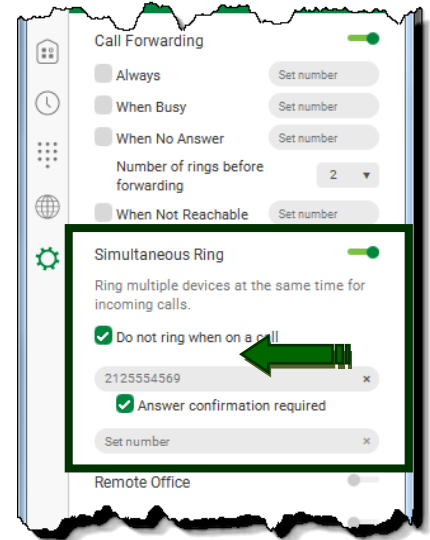 Call Forwarding
Always
Set number
When Busy
Set number
When No Answer
Set number
Number of rings before
forwarding
2
When Not Reachable
Set number
Simultaneous Ring
Ring multiple devices at the same time for
incoming calls.
Do not ring when on a call
2125554569
Answer confirmation required
Set number
Remote Office